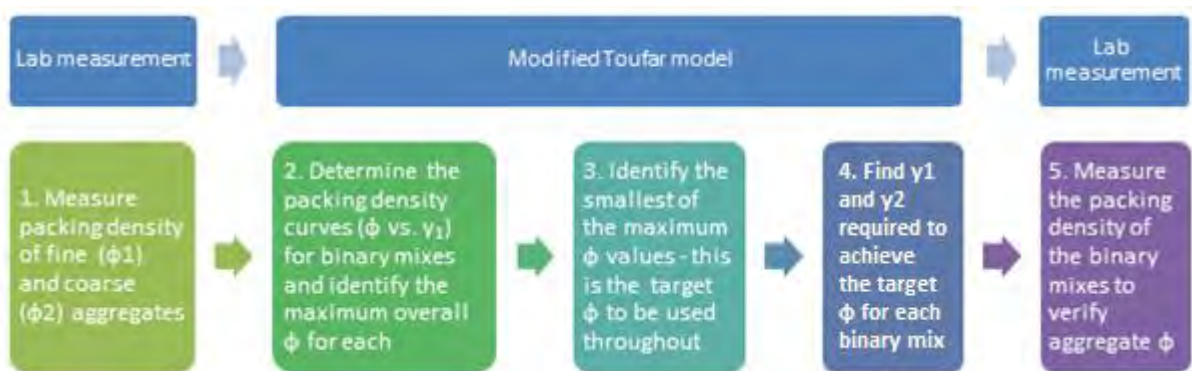 Lab measurement
Modified Toufar model
Lab
measurement
1. Measure
packing density
of fine (ϕ1)
and coarse
(ϕ2) aggregates
2. Determine the
packing density
curves (ϕ vs. y₁)
for binary mixes
and identify the
maximum overall
ϕ for each
3. Identify the
smallest of
the maximum
ϕ values - this
is the target
ϕ to be used
throughout
4. Find y1
and y2
required to
achieve
the target
ϕ for each
binary mix
5. Measure
the packing
density of
the binary
mixes to
verify
aggregate ϕ